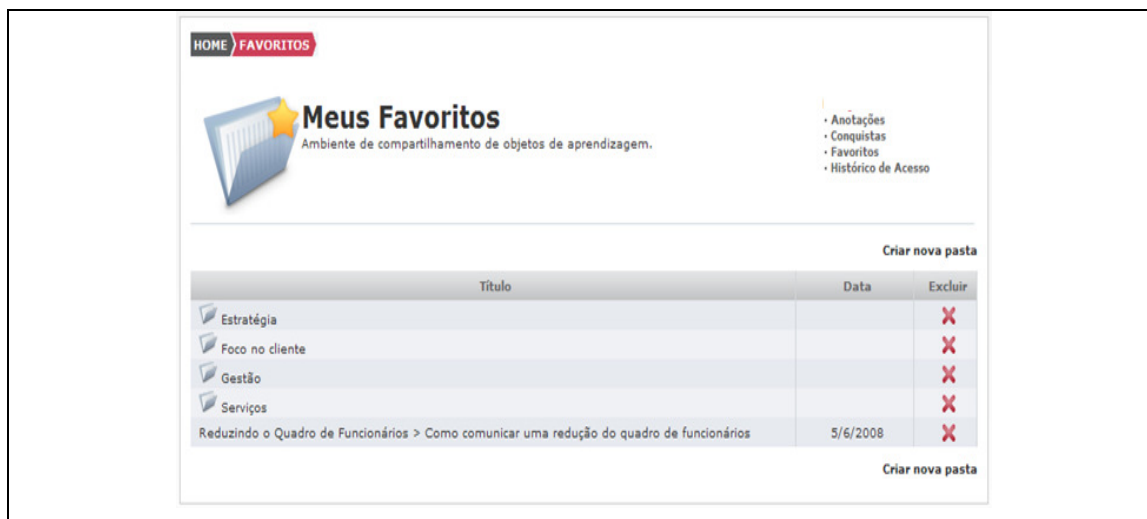 HOME FAVORITOS
Meus Favoritos
Ambiente de compartilhamento de objetos de aprendizagem.
· Anotações
· Conquistas
· Favoritos
· Histórico de Acesso
Criar nova pasta
Título Data Excluir
Estratégia
Foco no cliente
Gestão
Serviços
Reduzindo o Quadro de Funcionários > Como comunicar uma redução do quadro de funcionários 5/6/2008
Criar nova pasta